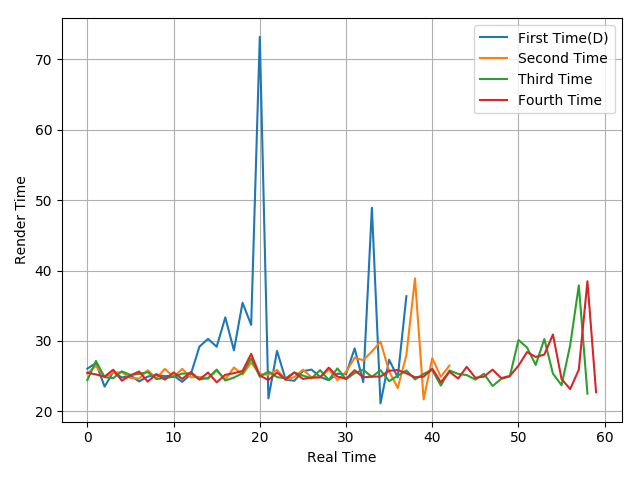 First Time(D)
Second Time
Third Time
Fourth Time
Render Time
70
60
50
40
30
20
0 10 20 30 40 50 60
Real Time